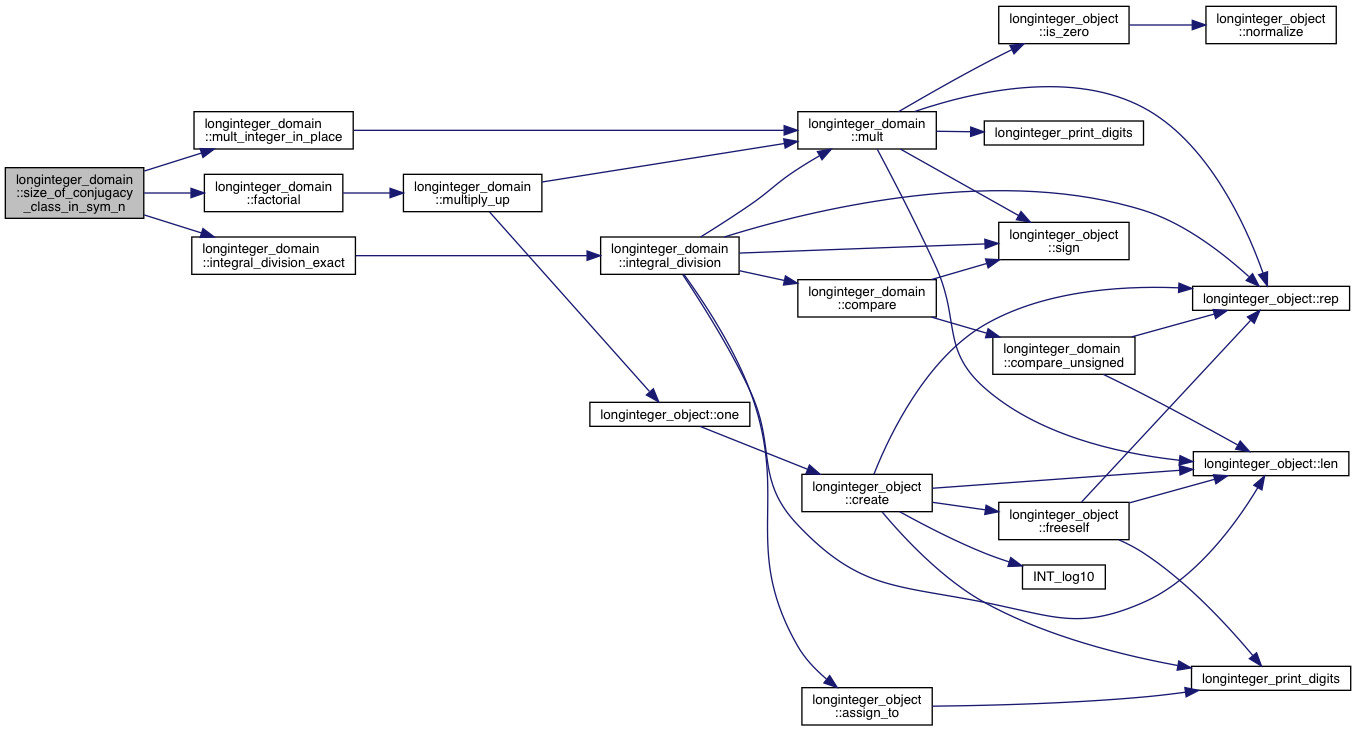 longinteger_domain
::size_of_conjugacy
_class_in_sym_n
longinteger_domain
::mult_integer_in_place
longinteger_domain
::factorial
longinteger_domain
::integral_division_exact
longinteger_domain
::multiply_up
longinteger_domain
::integral_division
longinteger_object::one
longinteger_domain
::mult
longinteger_domain
::compare
longinteger_object
::create
longinteger_object
::assign_to
longinteger_object
::is_zero
longinteger_print_digits
longinteger_object
::sign
longinteger_domain
::compare_unsigned
longinteger_object
::freeself
INT_log10
longinteger_object
::normalize
longinteger_object::rep
longinteger_object::len
longinteger_print_digits